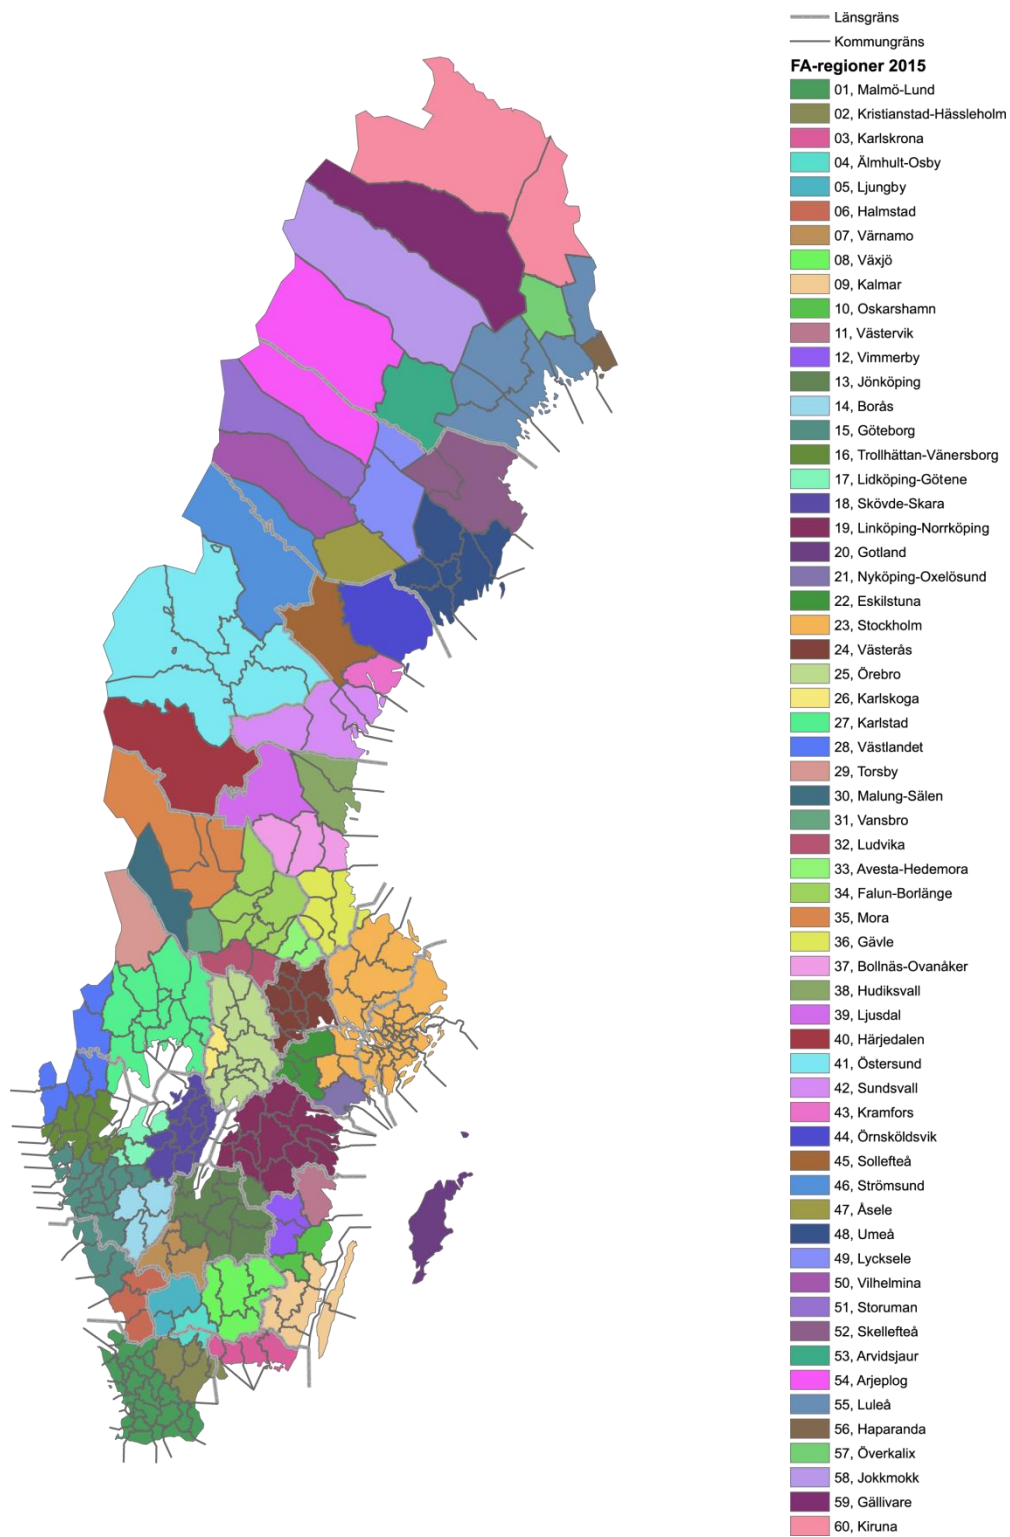 Länsgräns
Kommungräns
FA-regioner 2015
01, Malmö-Lund
02, Kristianstad-Hässleholm
03, Karlskrona
04, Älmhult-Osby
05, Ljungby
06, Halmstad
07, Värnamo
08, Växjö
09, Kalmar
10, Oskarshamn
11, Västervik
12, Vimmerby
13, Jönköping
14, Borås
15, Göteborg
16, Trollhättan-Vänersborg
17, Lidköping-Götene
18, Skövde-Skara
19, Linköping-Norrköping
20, Gotland
21, Nyköping-Oxelösund
22, Eskilstuna
23, Stockholm
24, Västerås
25, Örebro
26, Karlskoga
27, Karlstad
28, Västlandet
29, Torsby
30, Malung-Sälen
31, Vansbro
32, Ludvika
33, Avesta-Hedemora
34, Falun-Borlänge
35, Mora
36, Gävle
37, Bollnäs-Ovanåker
38, Hudiksvall
39, Ljusdal
40, Härjedalen
41, Östersund
42, Sundsvall
43, Kramfors
44, Örnsköldsvik
45, Sollefteå
46, Strömsund
47, Åsele
48, Umeå
49, Lycksele
50, Vilhelmina
51, Storuman
52, Skellefteå
53, Arvidsjaur
54, Arjeplog
55, Luleå
56, Haparanda
57, Överkalix
58, Jokkmokk
59, Gällivare
60, Kiruna